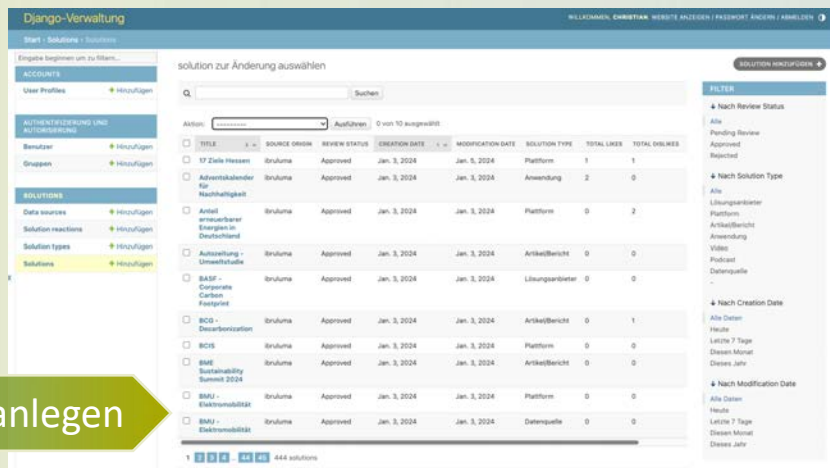 Django-Verwaltung
WILLKOMMEN, CHRISTIAN. WEBSITE ANZEIGEN / PASSWORT ÄNDERN / ABMELDEN
Start › Solutions › Solutions
Eingabe beginnen um zu filtern...
ACCOUNTS
User Profiles + Hinzufügen
AUTHENTIFIZIERUNG UND AUTORISIERUNG
Benutzer + Hinzufügen
Gruppen + Hinzufügen
SOLUTIONS
Data sources + Hinzufügen
Solution reactions + Hinzufügen
Solution types + Hinzufügen
Solutions + Hinzufügen
solution zur Änderung auswählen
SOLUTION HINZUFÜGEN +
Suchen
Aktion: --------- Ausführen 0 von 10 ausgewählt
TITLE SOURCE ORIGIN REVIEW STATUS CREATION DATE MODIFICATION DATE SOLUTION TYPE TOTAL LIKES TOTAL DISLIKES
17 Ziele Hessen ibruluma Approved Jan. 3, 2024 Jan. 5, 2024 Plattform 1 1
Adventskalender für Nachhaltigkeit ibruluma Approved Jan. 3, 2024 Jan. 3, 2024 Anwendung 2 0
Anteil erneuerbarer Energien in Deutschland ibruluma Approved Jan. 3, 2024 Jan. 3, 2024 Plattform 0 2
Autozeitung - Umweltstudie ibruluma Approved Jan. 3, 2024 Jan. 3, 2024 Artikel/Bericht 0 0
BASF - Corporate Carbon Footprint ibruluma Approved Jan. 3, 2024 Jan. 3, 2024 Lösungsanbieter 0 0
BCG - Decarbonization ibruluma Approved Jan. 3, 2024 Jan. 3, 2024 Artikel/Bericht 0 1
BCIS ibruluma Approved Jan. 3, 2024 Jan. 3, 2024 Plattform 0 0
BME Sustainability Summit 2024 ibruluma Approved Jan. 3, 2024 Jan. 3, 2024 Artikel/Bericht 0 0
BMU - Elektromobilität ibruluma Approved Jan. 3, 2024 Jan. 3, 2024 Plattform 0 0
BMU - Elektromobilität ibruluma Approved Jan. 3, 2024 Jan. 3, 2024 Datenquelle 0 0
1 2 3 4 … 44 45 444 solutions
FILTER
↓ Nach Review Status
Alle
Pending Review
Approved
Rejected
↓ Nach Solution Type
Alle
Lösungsanbieter
Plattform
Artikel/Bericht
Anwendung
Video
Podcast
Datenquelle
-
↓ Nach Creation Date
Alle Daten
Heute
Letzte 7 Tage
Diesen Monat
Dieses Jahr
↓ Nach Modification Date
Alle Daten
Heute
Letzte 7 Tage
Diesen Monat
Dieses Jahr
anlegen